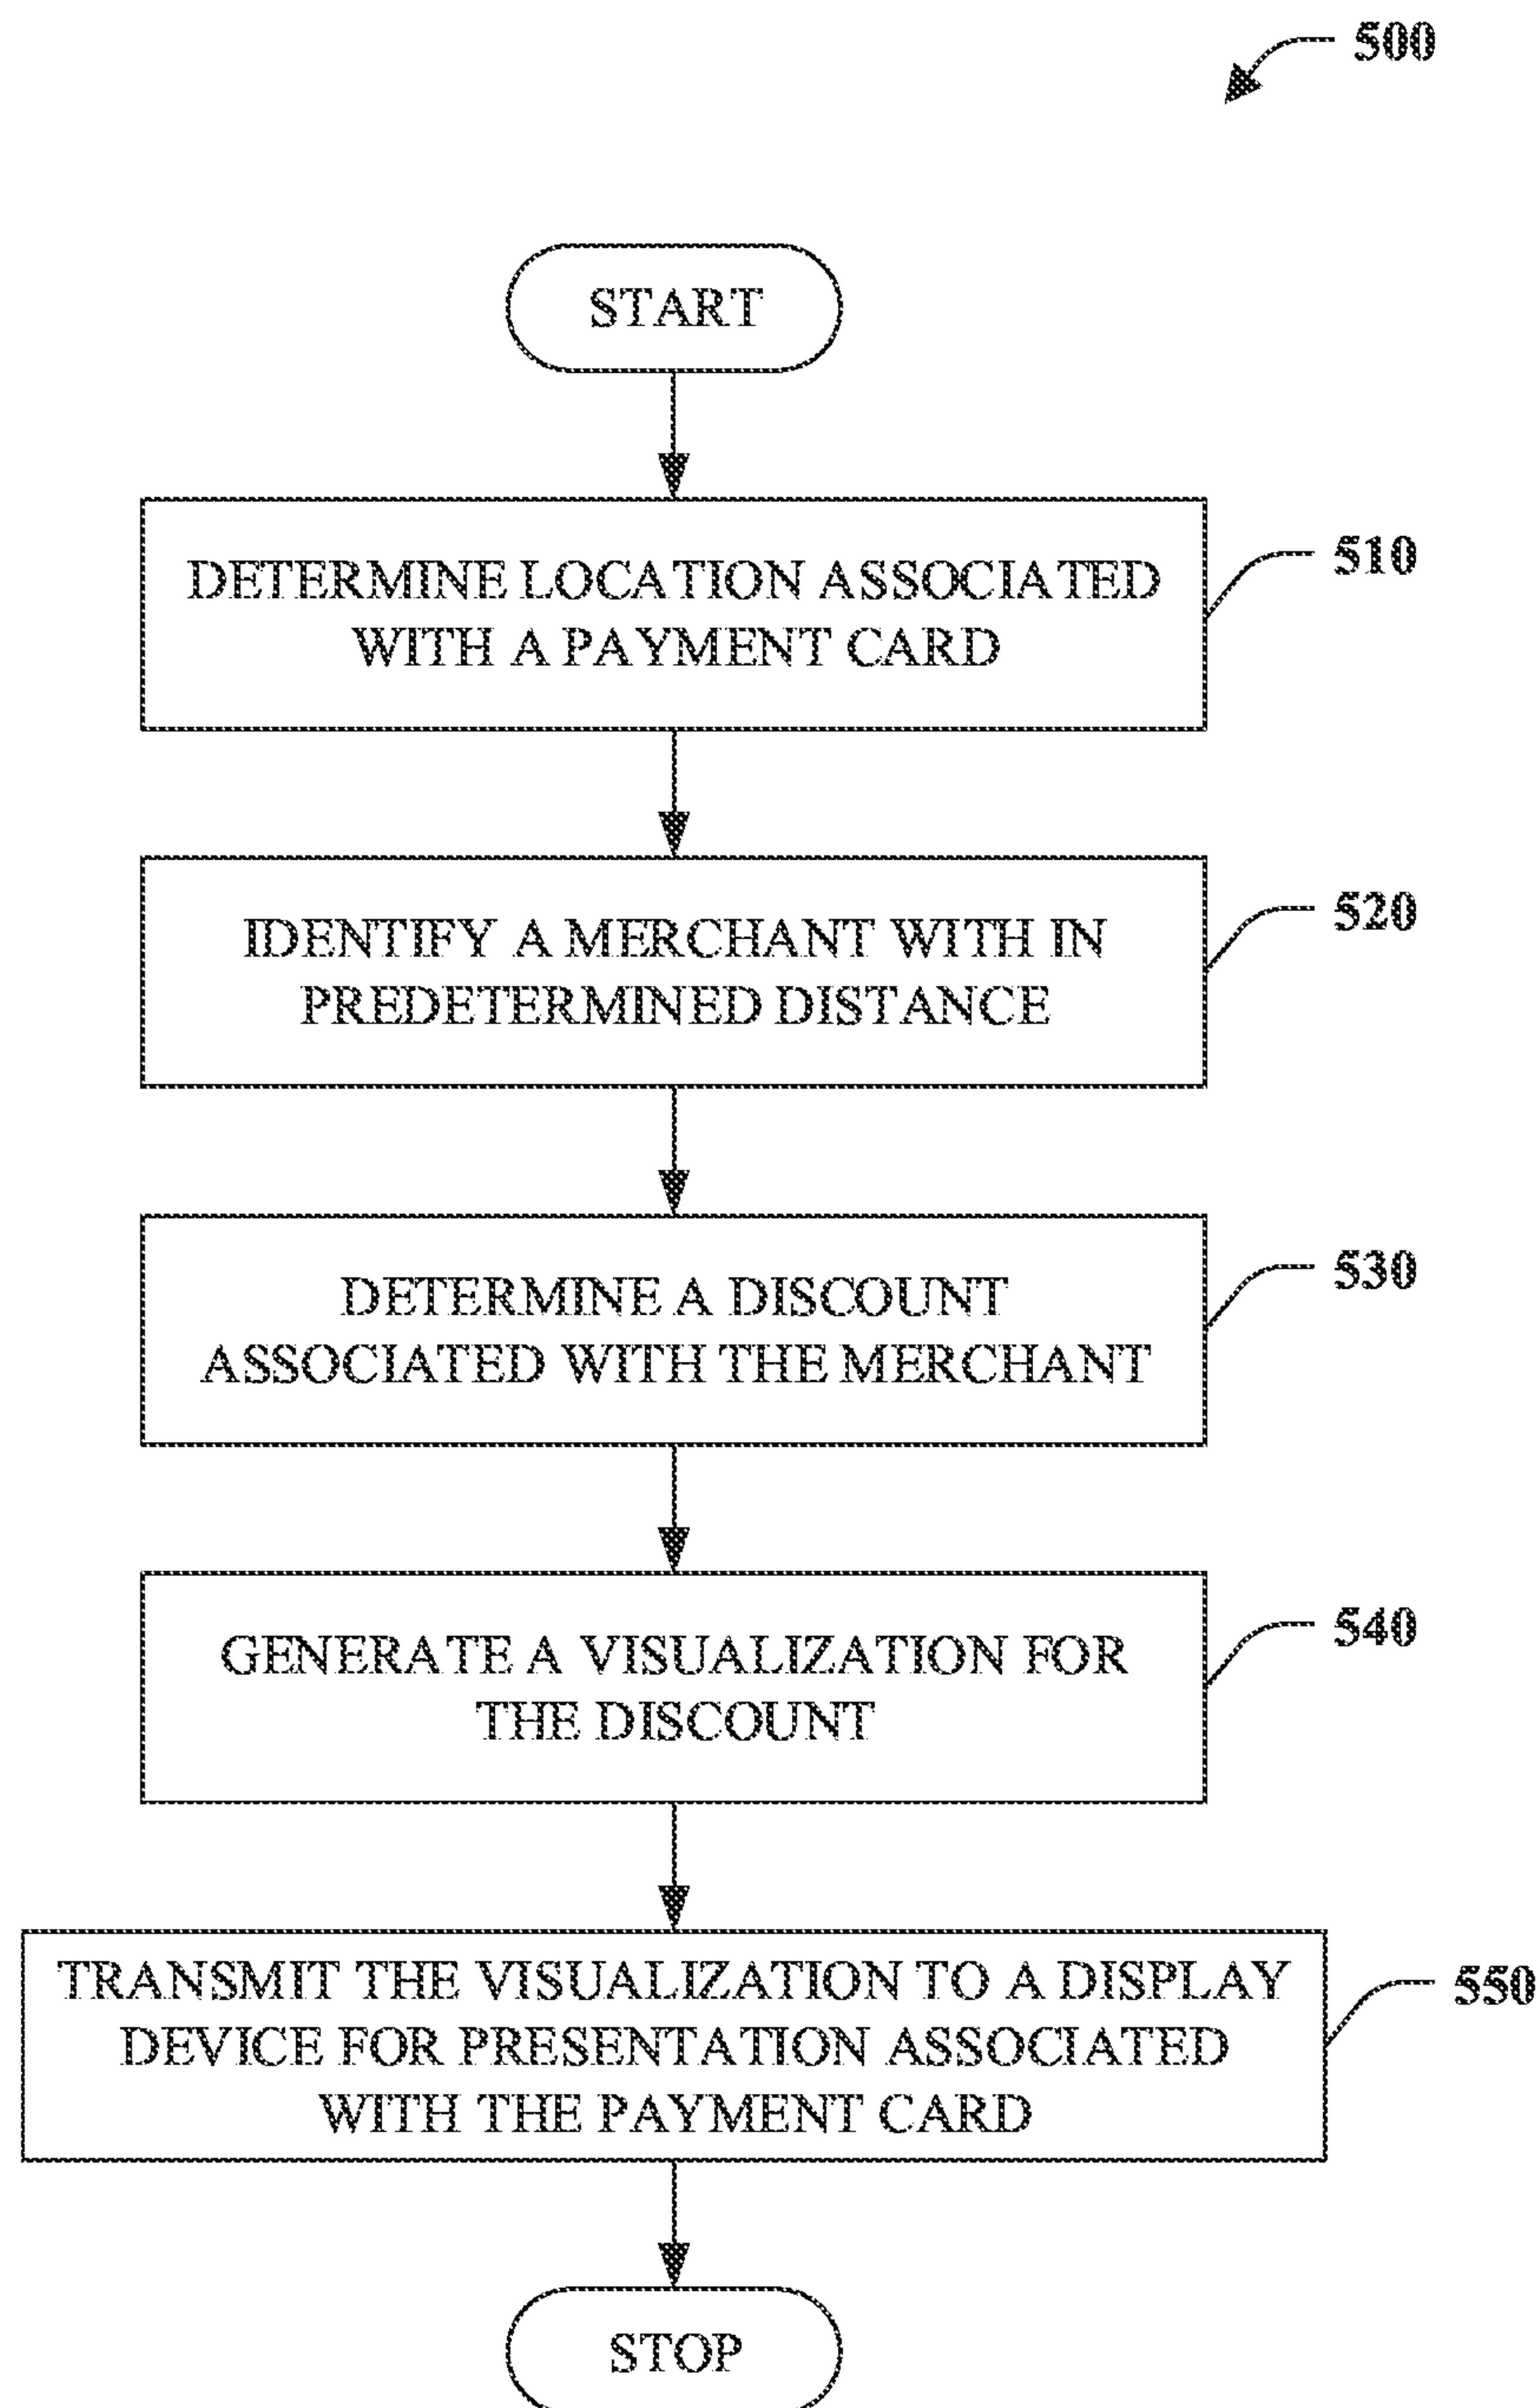 500
START
DETERMINE LOCATION ASSOCIATED
WITH A PAYMENT CARD
510
IDENTIFY A MERCHANT WITH IN
PREDETERMINED DISTANCE
520
DETERMINE A DISCOUNT
ASSOCIATED WITH THE MERCHANT
530
GENERATE A VISUALIZATION FOR
THE DISCOUNT
540
TRANSMIT THE VISUALIZATION TO A DISPLAY
DEVICE FOR PRESENTATION ASSOCIATED
WITH THE PAYMENT CARD
550
STOP